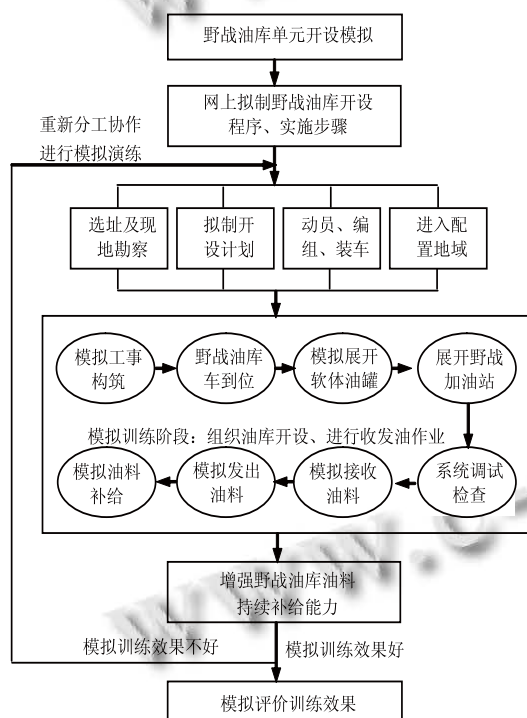 野战油库单元开设模拟
网上拟制野战油库开设
程序、实施步骤
重新分工协作
进行模拟演练
选址及现
地勘察
拟制开
设计划
动员、编
组、装车
进入配
置地域
模拟工事
构筑
野战油库
车到位
模拟展开
软体油罐
展开野战
加油站
模拟训练阶段：组织油库开设、进行收发油作业
模拟油料
补给
模拟发出
油料
模拟接收
油料
系统调试
检查
增强野战油库油料
持续补给能力
模拟训练效果不好
模拟训练效果好
模拟评价训练效果